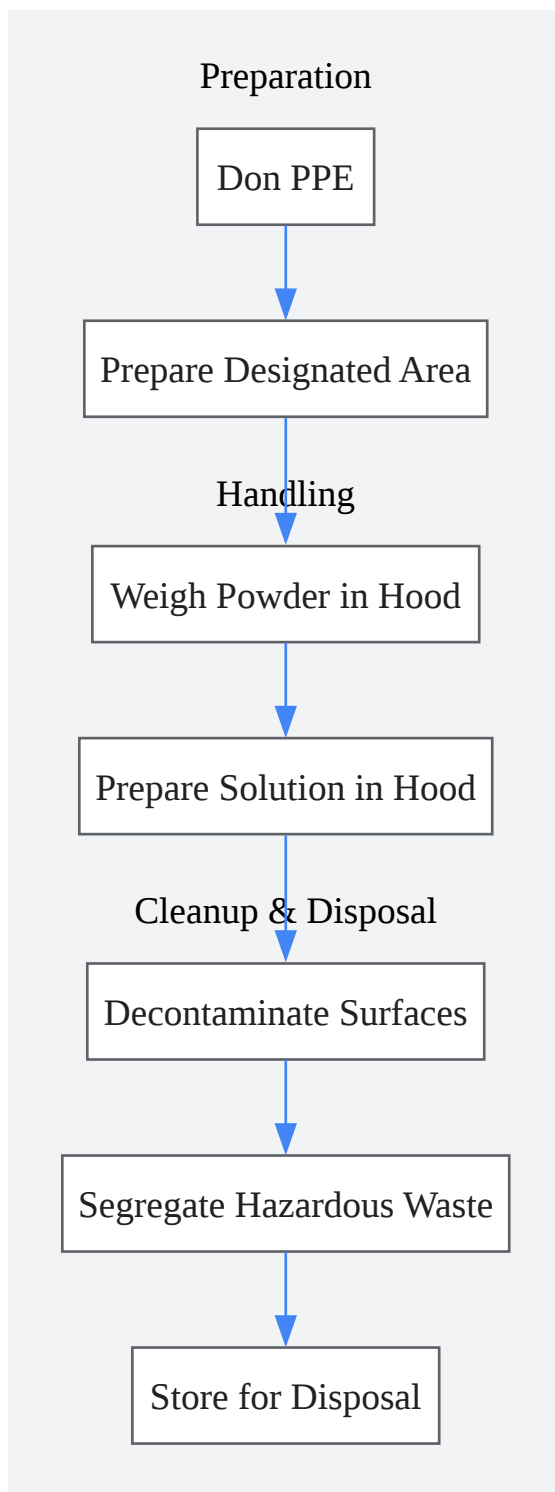 Preparation
Don PPE
Prepare Designated Area
Handling
Weigh Powder in Hood
Prepare Solution in Hood
Cleanup & Disposal
Decontaminate Surfaces
Segregate Hazardous Waste
Store for Disposal